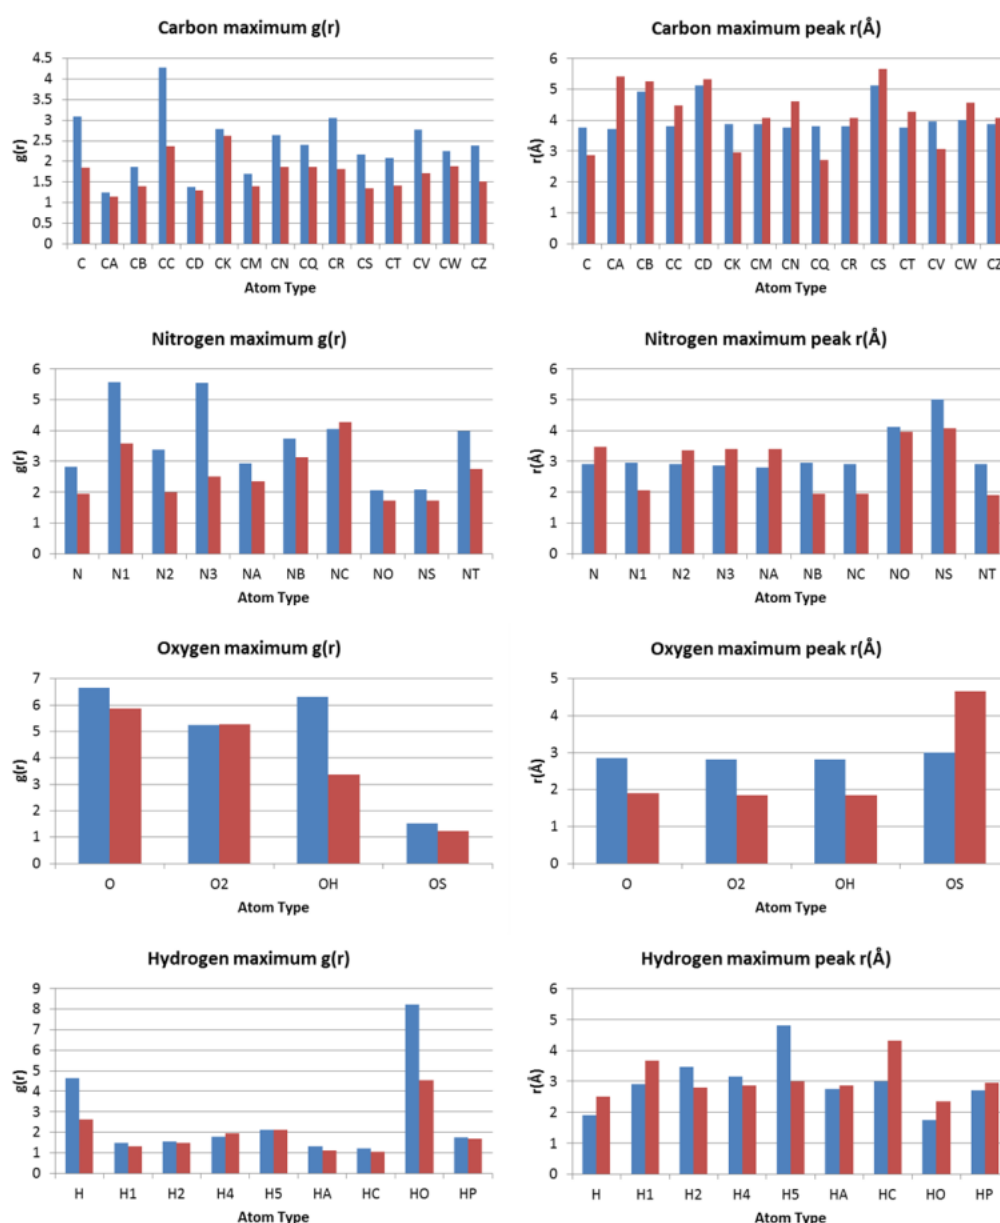 Carbon maximum g(r)
4.5
4
3.5
3
2.5
2
1.5
1
0.5
0
g(r)
C CA CB CC CD CK CM CN CQ CR CS CT CV CW CZ
Atom Type
Carbon maximum peak r(Å)
6
5
4
3
2
1
0
r(Å)
C CA CB CC CD CK CM CN CQ CR CS CT CV CW CZ
Atom Type
Nitrogen maximum g(r)
6
5
4
3
2
1
0
g(r)
N N1 N2 N3 NA NB NC NO NS NT
Atom Type
Nitrogen maximum peak r(Å)
6
5
4
3
2
1
0
r(Å)
N N1 N2 N3 NA NB NC NO NS NT
Atom Type
Oxygen maximum g(r)
7
6
5
4
3
2
1
0
g(r)
O O2 OH OS
Atom Type
Oxygen maximum peak r(Å)
5
4
3
2
1
0
r(Å)
O O2 OH OS
Atom Type
Hydrogen maximum g(r)
9
8
7
6
5
4
3
2
1
0
g(r)
H H1 H2 H4 H5 HA HC HO HP
Atom Type
Hydrogen maximum peak r(Å)
6
5
4
3
2
1
0
r(Å)
H H1 H2 H4 H5 HA HC HO HP
Atom Type